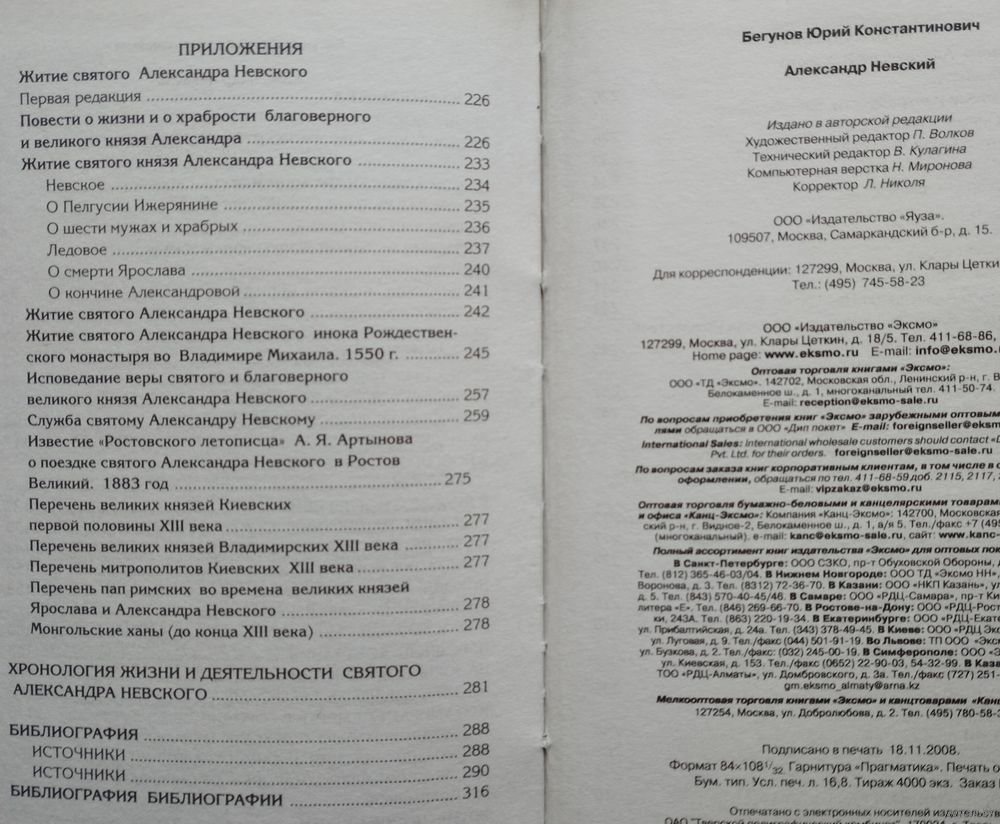 ПРИЛОЖЕНИЯ
Житие святого Александра Невского
Первая редакция ........ 226
Повести о жизни и о храбрости благоверного
и великого князя Александра ........ 226
Житие святого князя Александра Невского ........ 233
Невское ........ 234
О Пелгусии Ижерянине ........ 235
О шести мужах и храбрых ........ 236
Ледовое ........ 237
О смерти Ярослава ........ 240
О кончине Александровой ........ 241
Житие святого Александра Невского ........ 242
Житие святого Александра Невского инока Рождествен-
ского монастыря во Владимире Михаила. 1550 г. ........ 245
Исповедание веры святого и благоверного
великого князя Александра Невского ........ 257
Служба святому Александру Невскому ........ 259
Известие «Ростовского летописца» А. Я. Артынова
о поездке святого Александра Невского в Ростов
Великий. 1883 год ........ 275
Перечень великих князей Киевских
первой половины XIII века ........ 277
Перечень великих князей Владимирских XIII века ........ 277
Перечень митрополитов Киевских XIII века ........ 277
Перечень пап римских во времена великих князей
Ярослава и Александра Невского ........ 278
Монгольские ханы (до конца XIII века) ........ 278
ХРОНОЛОГИЯ ЖИЗНИ И ДЕЯТЕЛЬНОСТИ СВЯТОГО
АЛЕКСАНДРА НЕВСКОГО ........ 281
БИБЛИОГРАФИЯ ........ 288
ИСТОЧНИКИ ........ 288
ИСТОЧНИКИ ........ 290
БИБЛИОГРАФИЯ БИБЛИОГРАФИИ ........ 316
Бегунов Юрий Константинович
Александр Невский
Издано в авторской редакции
Художественный редактор П. Волков
Технический редактор В. Кулагина
Компьютерная верстка Н. Миронова
Корректор Л. Николя
ООО «Издательство «Яуза».
109507, Москва, Самаркандский б-р, д. 15.
Для корреспонденции: 127299, Москва, ул. Клары Цетки
Тел.: (495) 745-58-23
ООО «Издательство «Эксмо»
127299, Москва, ул. Клары Цеткин, д. 18/5. Тел. 411-68-86,
Home page: www.eksmo.ru E-mail: info@eksmo.
Оптовая торговля книгами «Эксмо»:
ООО «ТД «Эксмо». 142702, Московская обл., Ленинский р-н, г. В
Белокаменное ш., д. 1, многоканальный тел. 411-50-74.
E-mail: reception@eksmo-sale.ru
По вопросам приобретения книг «Эксмо» зарубежными оптовым
лями обращаться в ООО «Дип покет» E-mail: foreignseller@eksmo
International Sales: International wholesale customers should contact «D
Pvt. Ltd. for their orders. foreignseller@eksmo-sale.ru
По вопросам заказа книг корпоративным клиентам, в том числе в с
оформлении, обращаться по тел. 411-68-59 доб. 2115, 2117,
E-mail: vipzakaz@eksmo.ru
Оптовая торговля бумажно-беловыми и канцелярскими товарам
и офиса «Канц-Эксмо»: Компания «Канц-Эксмо»: 142700, Московская
ский р-н, г. Видное-2, Белокаменное ш., д. 1, а/я 5. Тел./факс +7 (495
(многоканальный). e-mail: kanc@eksmo-sale.ru, сайт: www.kanc-
Полный ассортимент книг издательства «Эксмо» для оптовых пок
В Санкт-Петербурге: ООО СЗКО, пр-т Обуховской Обороны, д
Тел. (812) 365-46-03/04. В Нижнем Новгороде: ООО ТД «Эксмо НН»,
Воронова, д. 3. Тел. (8312) 72-36-70. В Казани: ООО «НКП Казань», у
д. 5. Тел. (843) 570-40-45/46. В Самаре: ООО «РДЦ-Самара», пр-т Ки
литера «Е». Тел. (846) 269-66-70. В Ростове-на-Дону: ООО «РДЦ-Росто
ки, 243А. Тел. (863) 220-19-34. В Екатеринбурге: ООО «РДЦ-Екате
ул. Прибалтийская, д. 24а. Тел. (343) 378-49-45. В Киеве: ООО «РДЦ Экс
ул. Луговая, д. 9. Тел./факс (044) 501-91-19. Во Львове: ТП ООО «Эксм
ул. Бузкова, д. 2. Тел./факс: (032) 245-00-19. В Симферополе: ООО «Э
ул. Киевская, д. 153. Тел./факс (0652) 22-90-03, 54-32-99. В Каза
ТОО «РДЦ-Алматы», ул. Домбровского, д. 3а. Тел./факс (727) 251-
gm.eksmo_almaty@arna.kz
Мелкооптовая торговля книгами «Эксмо» и канцтоварами «Канц
127254, Москва, ул. Добролюбова, д. 2. Тел. (495) 780-58-3
Подписано в печать 18.11.2008.
Формат 84×108 1/32. Гарнитура «Прагматика». Печать о
Бум. тип. Усл. печ. л. 16,8. Тираж 4000 экз. Заказ
Отпечатано с электронных носителей издательств